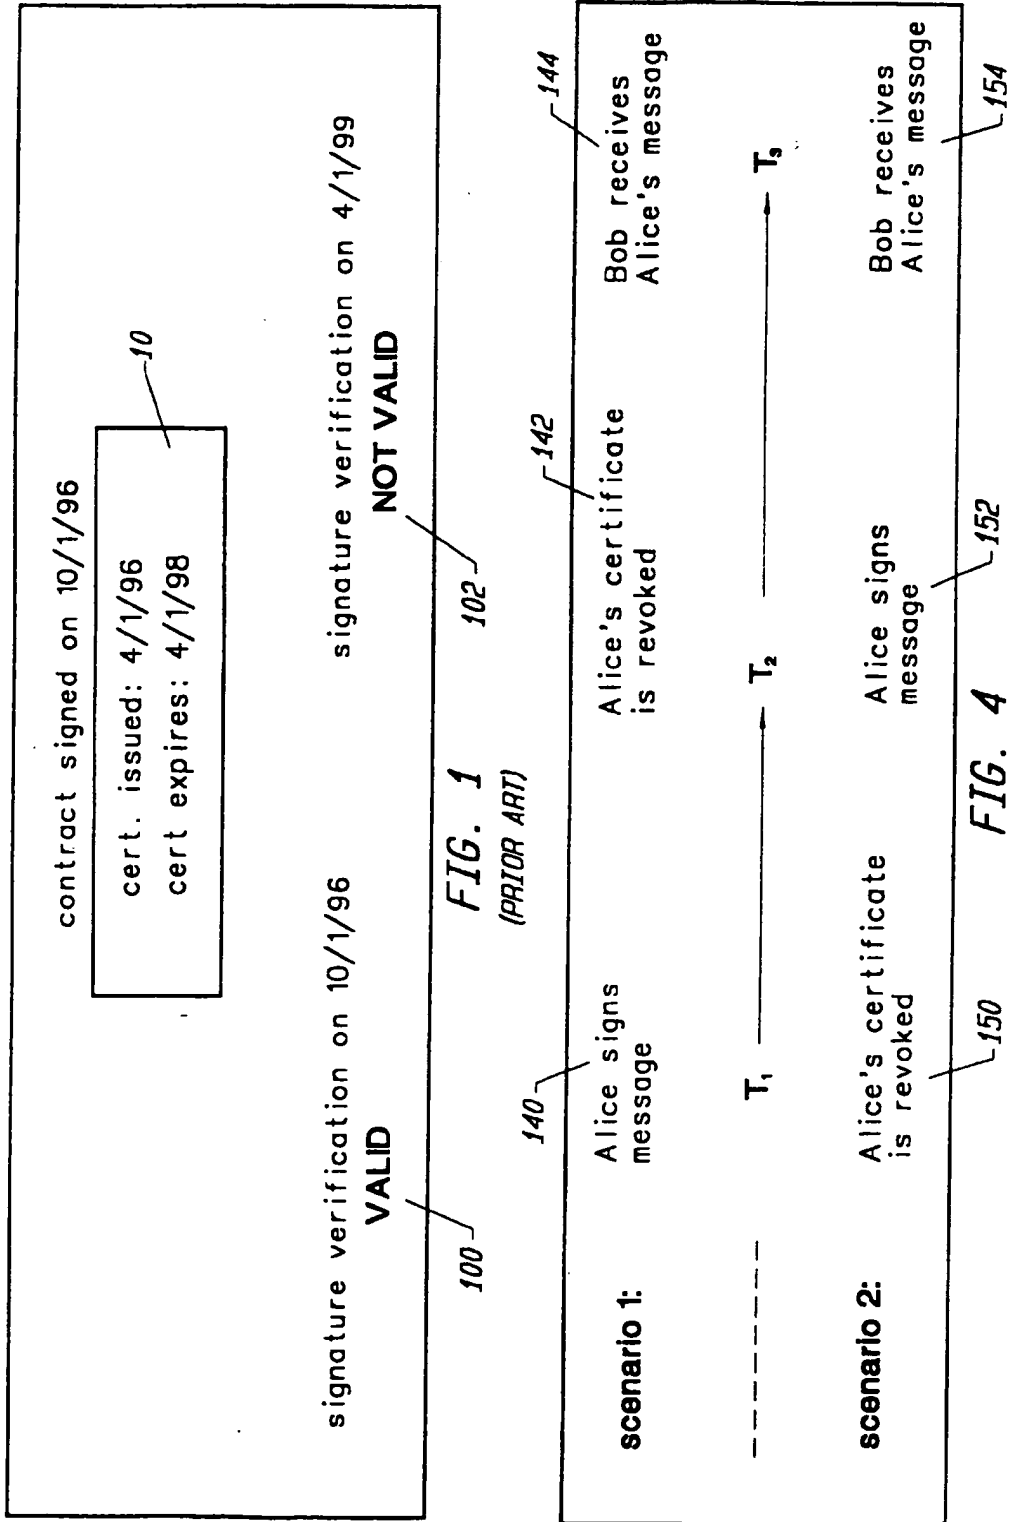 contract signed on 10/1/96
cert. issued: 4/1/96
cert expires: 4/1/98
10
signature verification on 10/1/96
VALID
100
signature verification on 4/1/99
NOT VALID
102
FIG. 1
(PRIOR ART)
140
142
144
scenario 1:
Alice signs
message
Alice's certificate
is revoked
Bob receives
Alice's message
T₁
T₂
T₃
scenario 2:
Alice's certificate
is revoked
Alice signs
message
Bob receives
Alice's message
150
152
154
FIG. 4